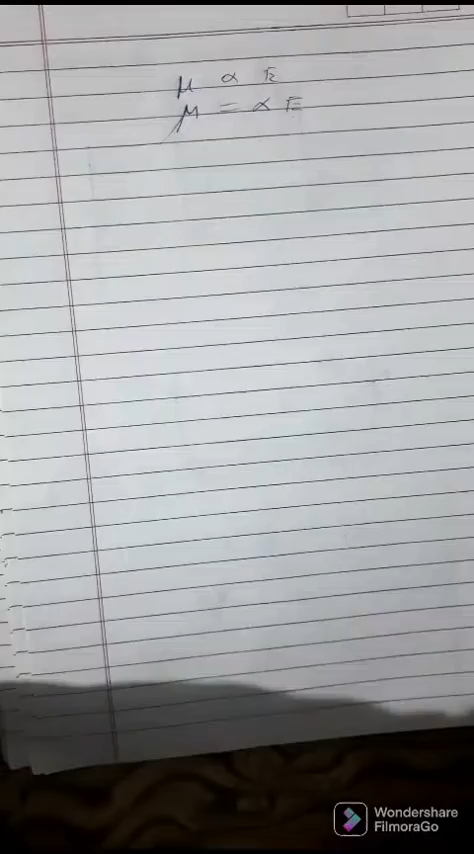 μ α E
μ = α E
Wondershare
FilmoraGo